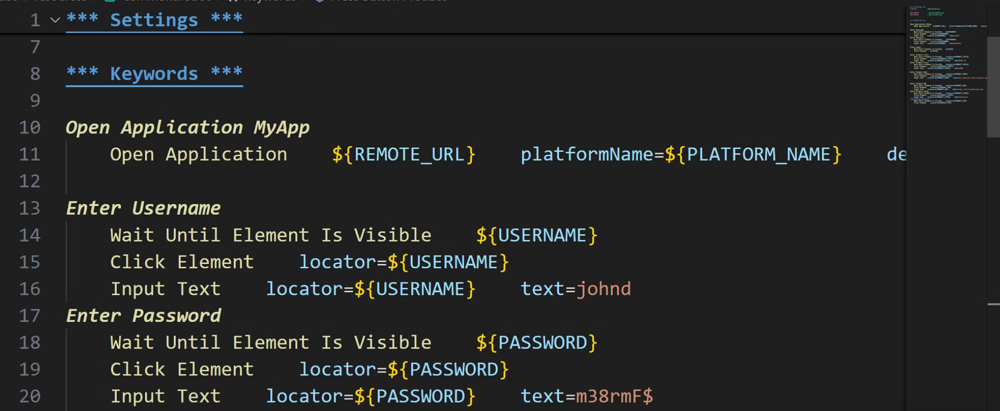 1 *** Settings ***
7
8 *** Keywords ***
9
10 Open Application MyApp
11     Open Application    ${REMOTE_URL}    platformName=${PLATFORM_NAME}    de
12
13 Enter Username
14     Wait Until Element Is Visible    ${USERNAME}
15     Click Element    locator=${USERNAME}
16     Input Text    locator=${USERNAME}    text=johnd
17 Enter Password
18     Wait Until Element Is Visible    ${PASSWORD}
19     Click Element    locator=${PASSWORD}
20     Input Text    locator=${PASSWORD}    text=m38rmF$